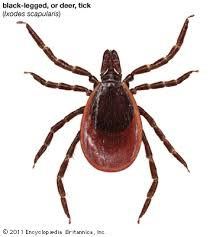 black-legged, or deer, tick
(Ixodes scapularis)
© 2011 Encyclopædia Britannica, Inc.